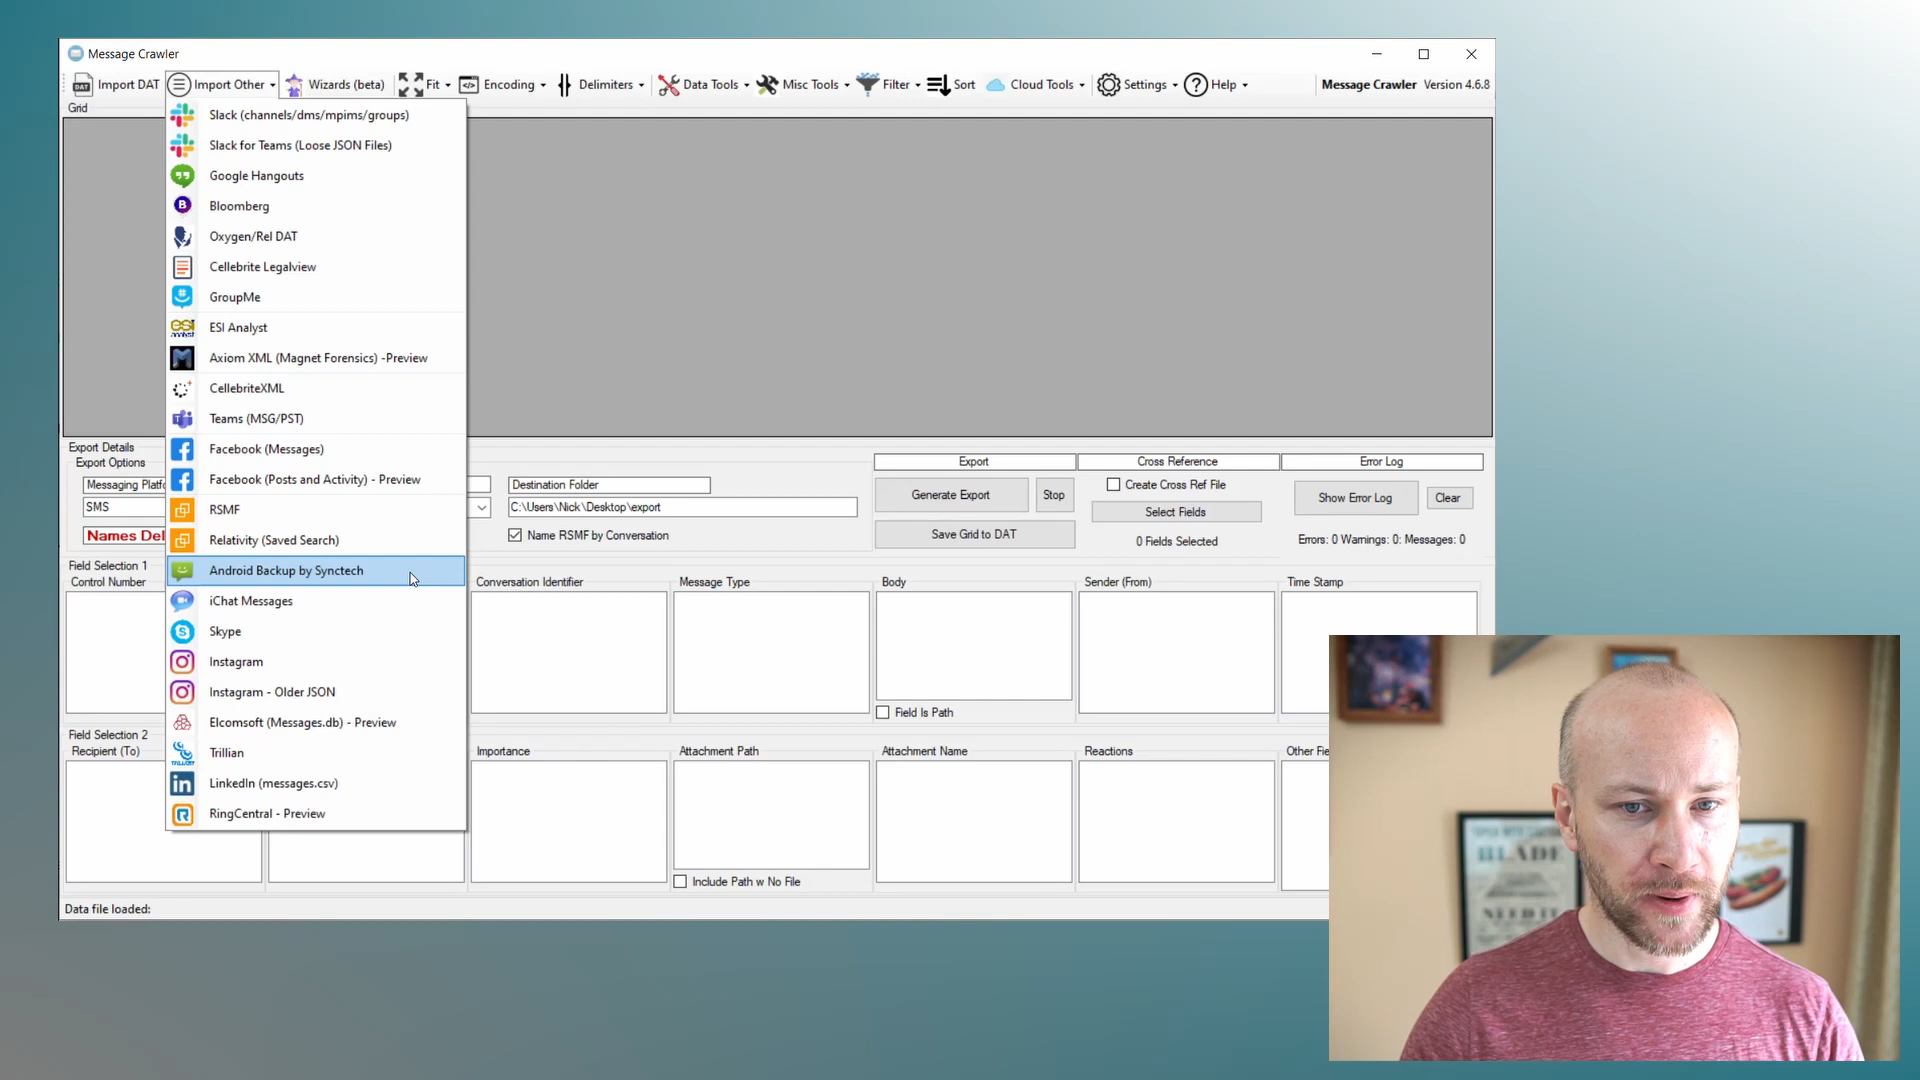 Message Crawler
Import DAT Import Other Wizards (beta) Fit Encoding Delimiters Data Tools Misc Tools Filter Sort Cloud Tools Settings Help Message Crawler Version 4.6.8
Grid
Slack (channels/dms/mpims/groups)
Slack for Teams (Loose JSON Files)
Google Hangouts
Bloomberg
Oxygen/Rel DAT
Cellebrite Legalview
GroupMe
ESI Analyst
Axiom XML (Magnet Forensics) -Preview
CellebriteXML
Teams (MSG/PST)
Facebook (Messages)
Facebook (Posts and Activity) - Preview
RSMF
Relativity (Saved Search)
Android Backup by Synctech
iChat Messages
Skype
Instagram
Instagram - Older JSON
Elcomsoft (Messages.db) - Preview
Trillian
LinkedIn (messages.csv)
RingCentral - Preview
Export Details
Export Options
Messaging Platfo
SMS
Names Del
Destination Folder
C:\Users\Nick\Desktop\export
Name RSMF by Conversation
Export
Generate Export Stop
Save Grid to DAT
Cross Reference
Create Cross Ref File
Select Fields
0 Fields Selected
Error Log
Show Error Log Clear
Errors: 0 Warnings: 0: Messages: 0
Field Selection 1
Control Number Conversation Identifier Message Type Body Sender (From) Time Stamp
Field Is Path
Field Selection 2
Recipient (To) Importance Attachment Path Attachment Name Reactions Other Fie
Include Path w No File
Data file loaded:
BLADE
NEED IT